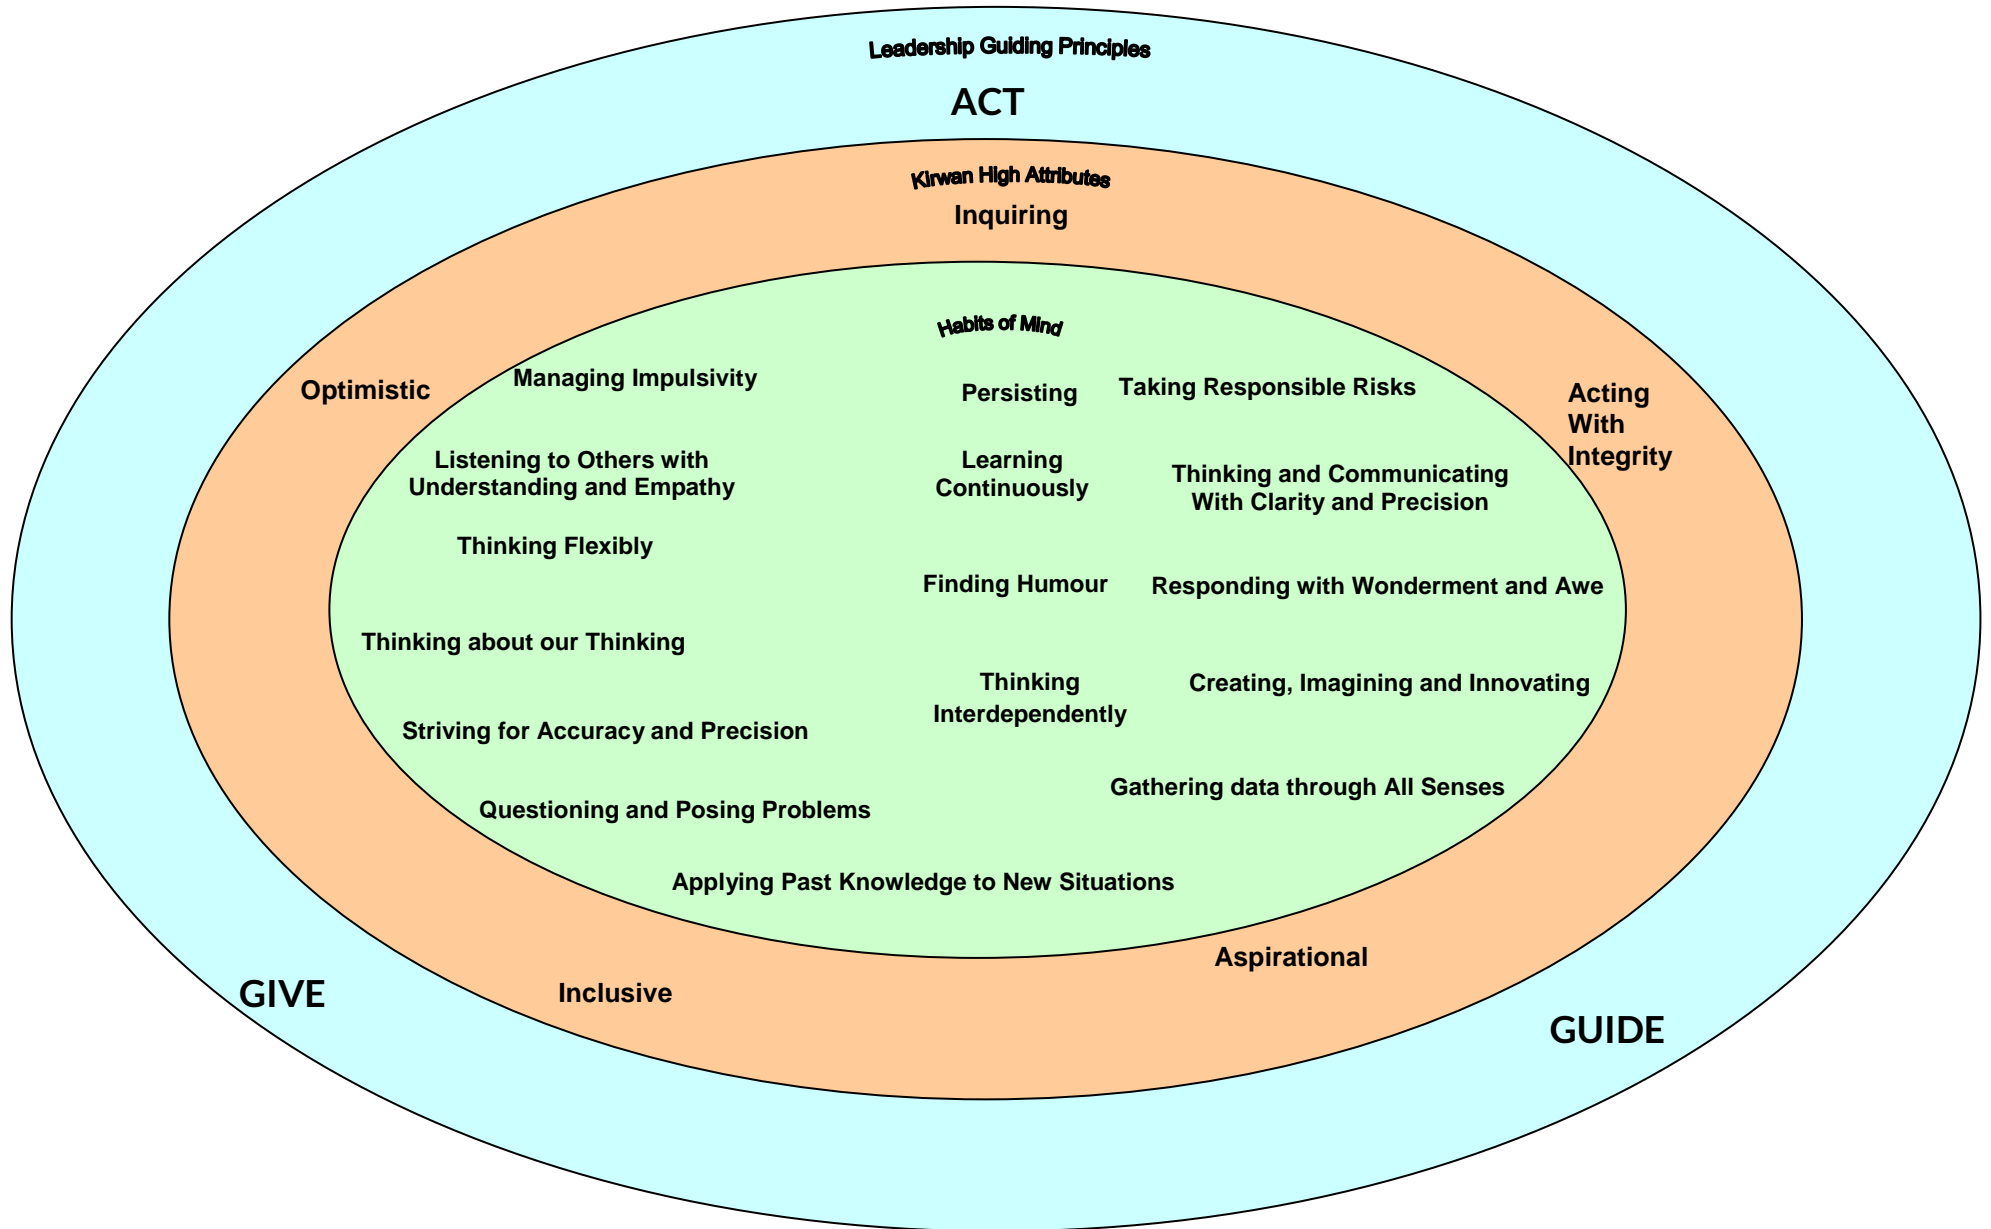 Leadership Guiding Principles
ACT
Kirwan High Attributes
Inquiring
Habits of Mind
Optimistic
Managing Impulsivity
Persisting
Taking Responsible Risks
Acting
With
Integrity
Listening to Others with
Understanding and Empathy
Learning
Continuously
Thinking and Communicating
With Clarity and Precision
Thinking Flexibly
Finding Humour
Responding with Wonderment and Awe
Thinking about our Thinking
Thinking
Interdependently
Creating, Imagining and Innovating
Striving for Accuracy and Precision
Gathering data through All Senses
Questioning and Posing Problems
Applying Past Knowledge to New Situations
Aspirational
Inclusive
GIVE
GUIDE